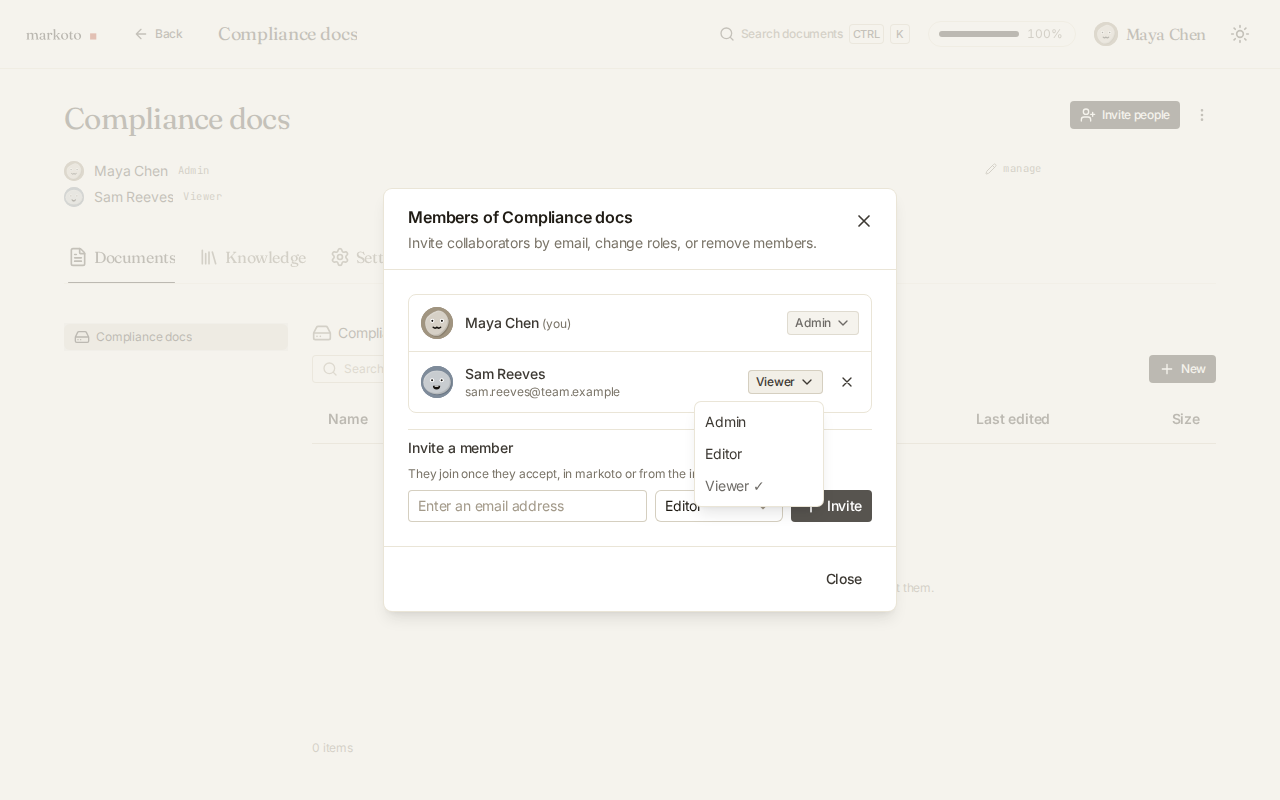 markoto
Back
Compliance docs
Search documents CTRL K
100%
Maya Chen
Compliance docs
Invite people
Maya Chen Admin
manage
Sam Reeves Viewer
Members of Compliance docs
Invite collaborators by email, change roles, or remove members.
Documents
Knowledge
Sett
Maya Chen (you)
Admin
Compliance docs
Compli
Search
New
Sam Reeves
sam.reeves@team.example
Viewer
Name
Last edited
Size
Admin
Editor
Viewer ✓
Invite a member
They join once they accept, in markoto or from the
Enter an email address
Editor
Invite
Close
t them.
0 items